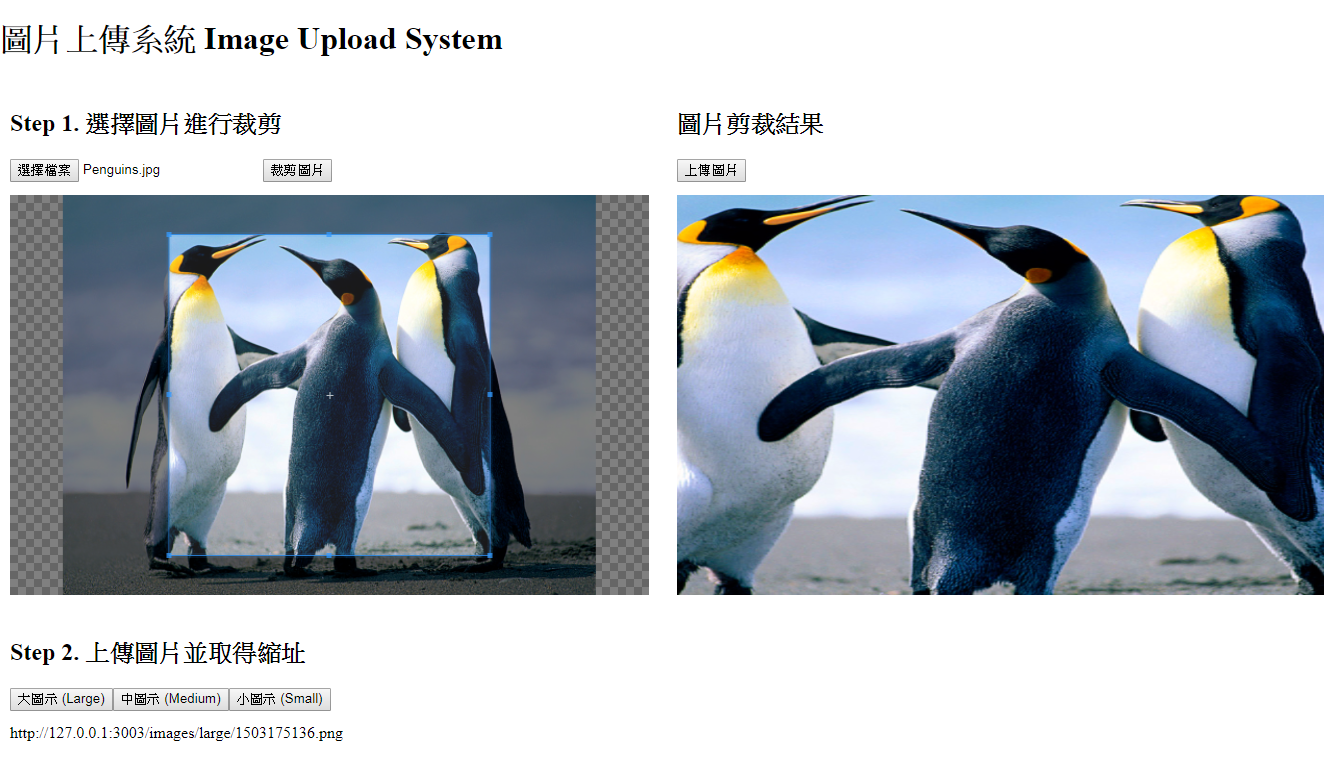 圖片上傳系統 Image Upload System
Step 1. 選擇圖片進行裁剪
選擇檔案 Penguins.jpg 裁剪圖片
圖片剪裁結果
上傳圖片
Step 2. 上傳圖片並取得縮址
大圖示 (Large) 中圖示 (Medium) 小圖示 (Small)
http://127.0.0.1:3003/images/large/1503175136.png